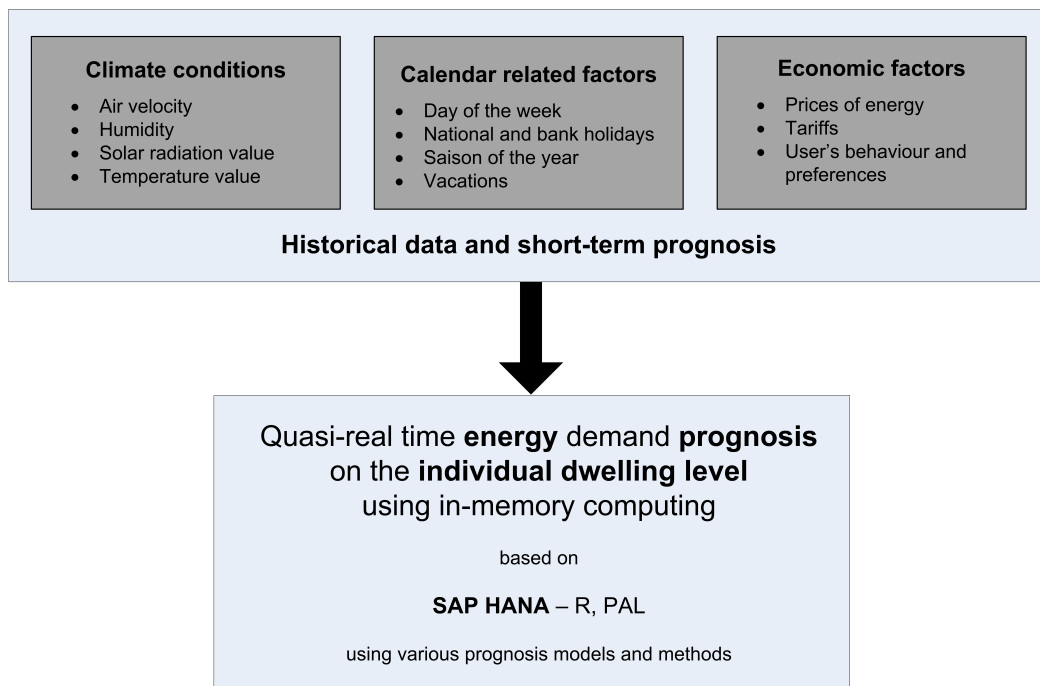 Climate conditions
• Air velocity
• Humidity
• Solar radiation value
• Temperature value
Calendar related factors
• Day of the week
• National and bank holidays
• Saison of the year
• Vacations
Economic factors
• Prices of energy
• Tariffs
• User’s behaviour and
preferences
Historical data and short-term prognosis
Quasi-real time energy demand prognosis
on the individual dwelling level
using in-memory computing
based on
SAP HANA – R, PAL
using various prognosis models and methods